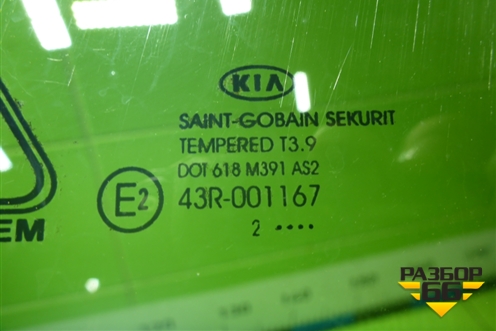 KIA
SAINT-GOBAIN SEKURIT
TEMPERED T3.9
DOT 618 M391 AS2
E2 43R-001167
2 ••••
EM
РАЗБОР
66